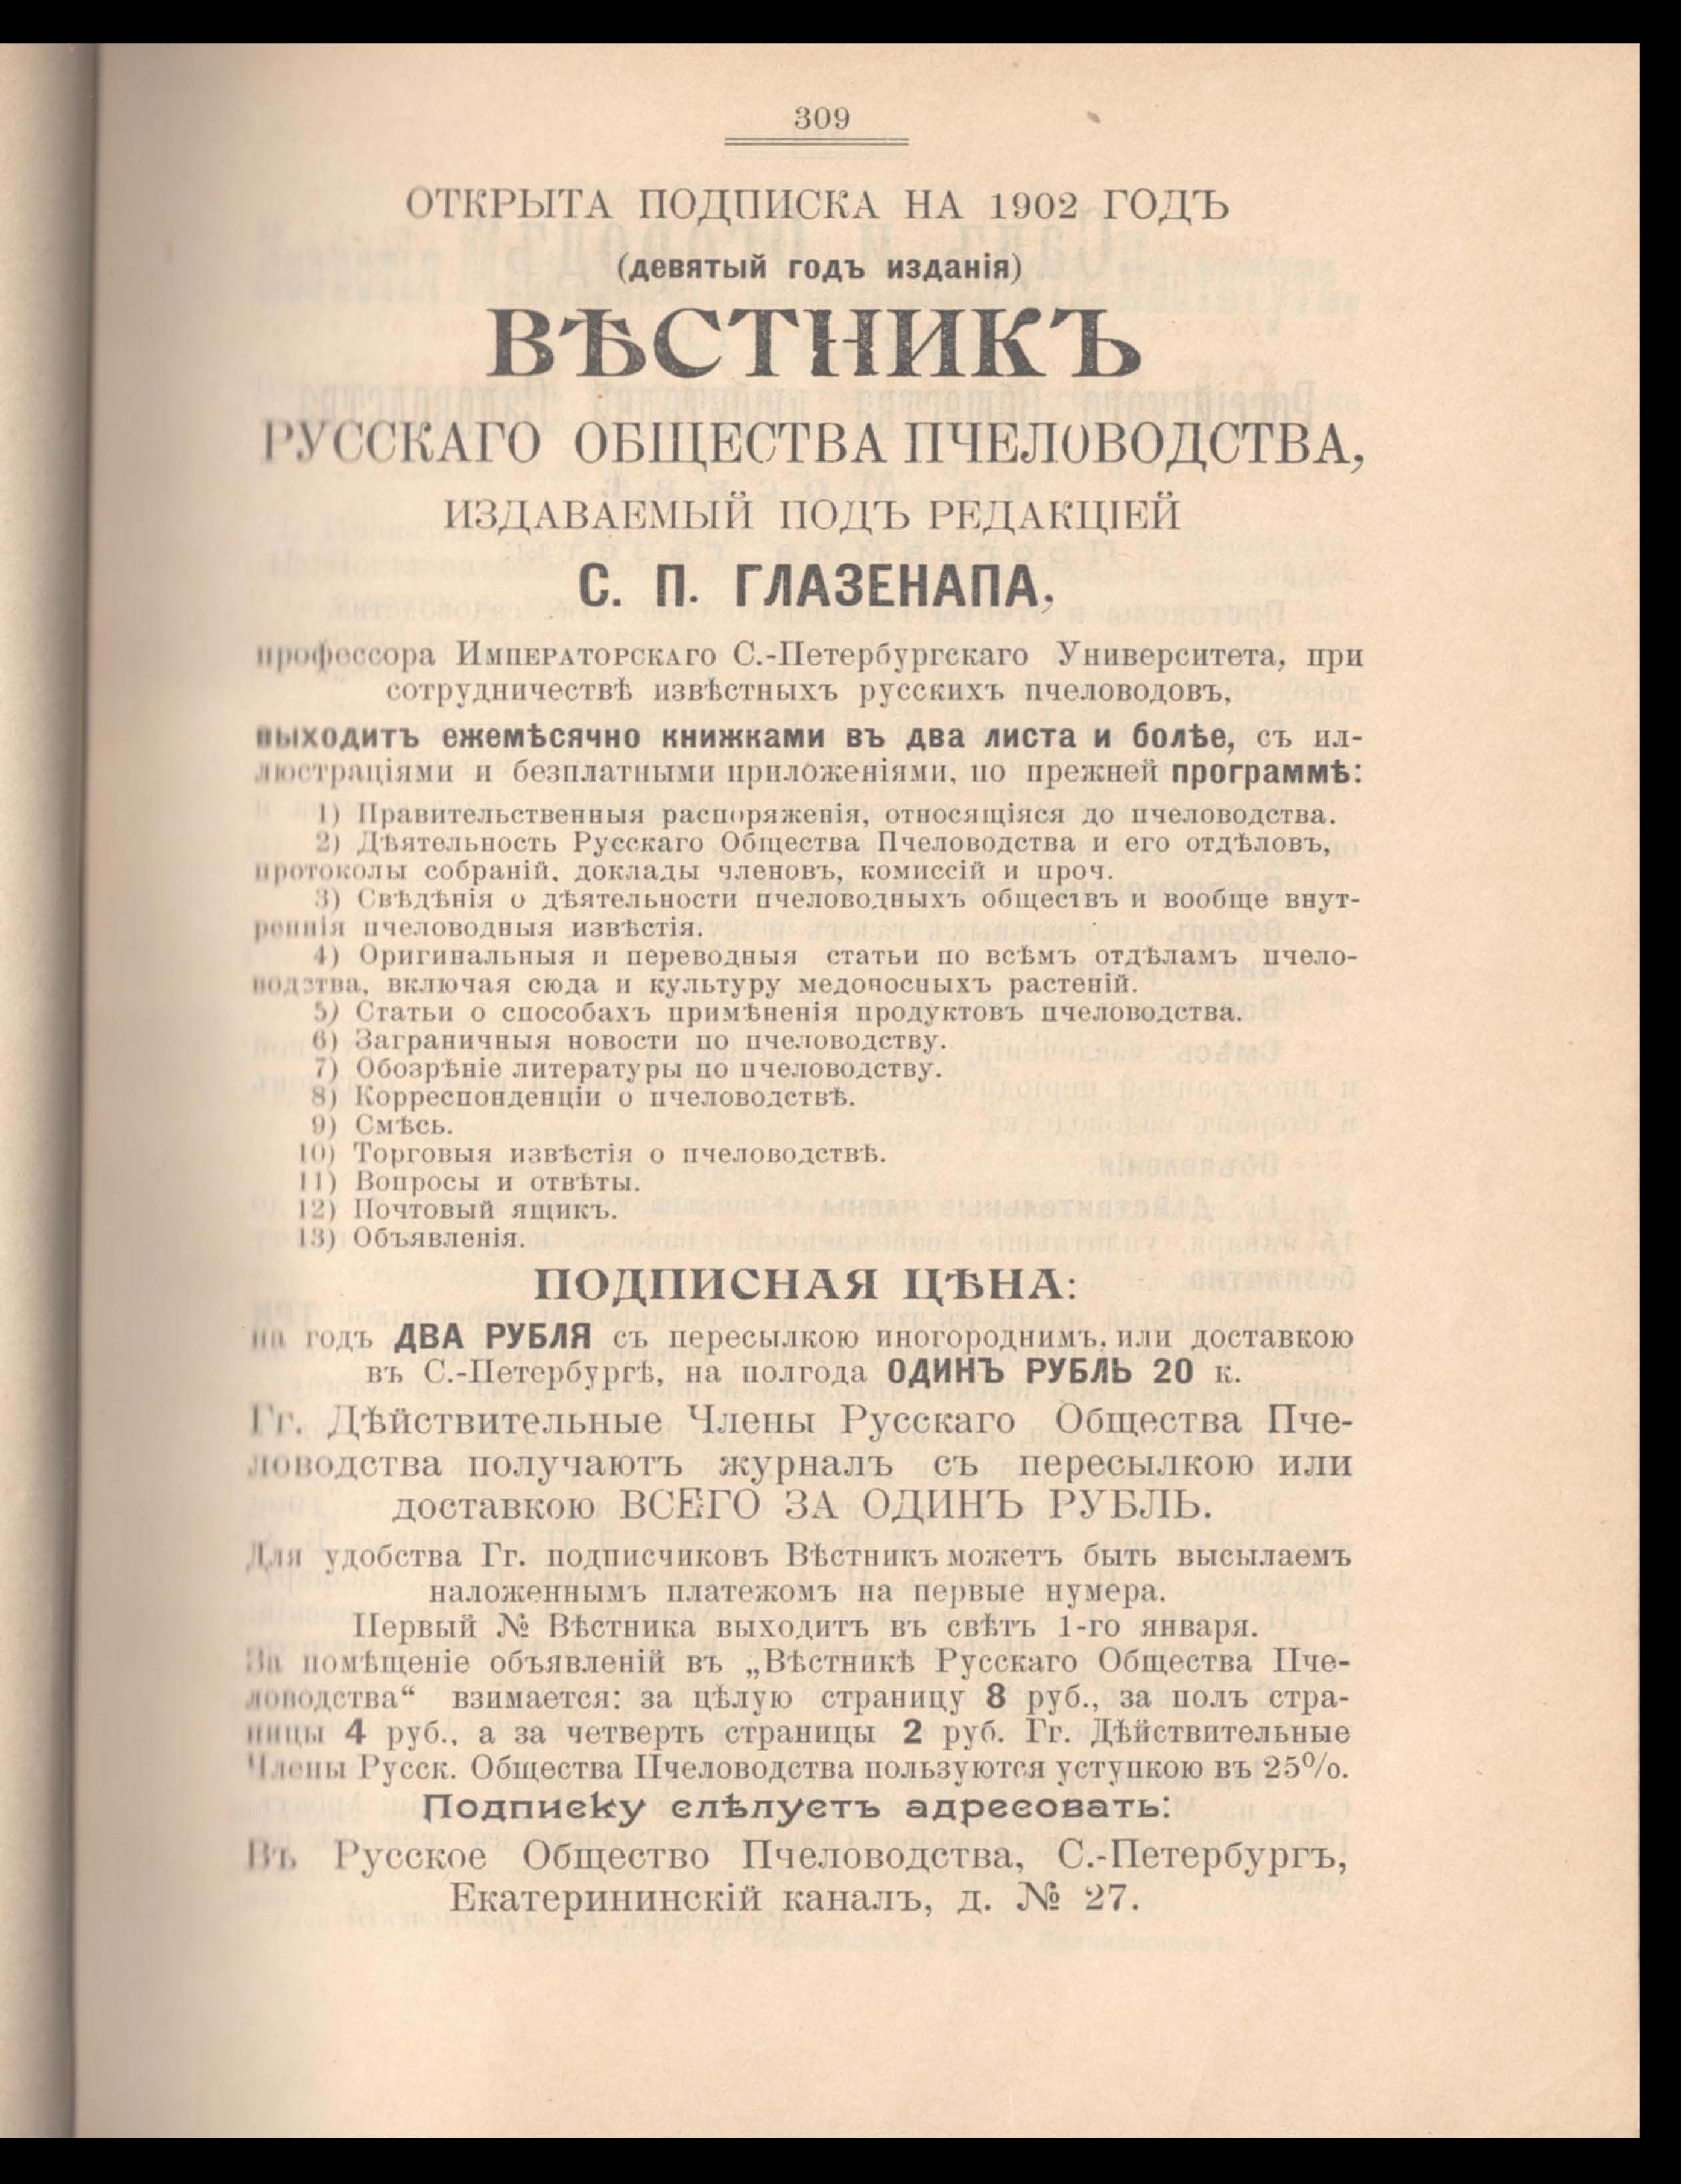 309
ОТКРЫТА ПОДПИСКА НА 1902 ГОДЪ
(девятый годъ изданія)
ВѢСТНИКЪ
РУССКАГО ОБЩЕСТВА ПЧЕЛОВОДСТВА,
ИЗДАВАЕМЫЙ ПОДЪ РЕДАКЦІЕЙ
С. П. ГЛАЗЕНАПА,
профессора Императорскаго С.-Петербургскаго Университета, при
сотрудничествѣ извѣстныхъ русскихъ пчеловодовъ,
выходитъ ежемѣсячно книжками въ два листа и болѣе, съ ил-
люстраціями и безплатными приложеніями, по прежней программѣ:
1) Правительственныя распоряженія, относящіяся до пчеловодства.
2) Дѣятельность Русскаго Общества Пчеловодства и его отдѣловъ,
протоколы собраній, доклады членовъ, комиссій и проч.
3) Свѣдѣнія о дѣятельности пчеловодныхъ обществъ и вообще внут-
реннія пчеловодныя извѣстія.
4) Оригинальныя и переводныя статьи по всѣмъ отдѣламъ пчело-
водства, включая сюда и культуру медоносныхъ растеній.
5) Статьи о способахъ примѣненія продуктовъ пчеловодства.
6) Заграничныя новости по пчеловодству.
7) Обозрѣніе литературы по пчеловодству.
8) Корреспонденціи о пчеловодствѣ.
9) Смѣсь.
10) Торговыя извѣстія о пчеловодствѣ.
11) Вопросы и отвѣты.
12) Почтовый ящикъ.
13) Объявленія.
ПОДПИСНАЯ ЦѢНА:
на годъ ДВА РУБЛЯ съ пересылкою иногороднимъ, или доставкою
въ С.-Петербургѣ, на полгода ОДИНЪ РУБЛЬ 20 к.
Гг. Дѣйствительные Члены Русскаго Общества Пче-
ловодства получаютъ журналъ съ пересылкою или
доставкою ВСЕГО ЗА ОДИНЪ РУБЛЬ.
Для удобства Гг. подписчиковъ Вѣстникъ можетъ быть высылаемъ
наложеннымъ платежомъ на первые нумера.
Первый № Вѣстника выходитъ въ свѣтъ 1-го января.
За помѣщеніе объявленій въ „Вѣстникѣ Русскаго Общества Пче-
ловодства“ взимается: за цѣлую страницу 8 руб., за полъ стра-
ницы 4 руб., а за четверть страницы 2 руб. Гг. Дѣйствительные
Члены Русск. Общества Пчеловодства пользуются уступкою въ 25%.
Подписку слѣлуетъ адресовать:
Въ Русское Общество Пчеловодства, С.-Петербургъ,
Екатерининскій каналъ, д. № 27.